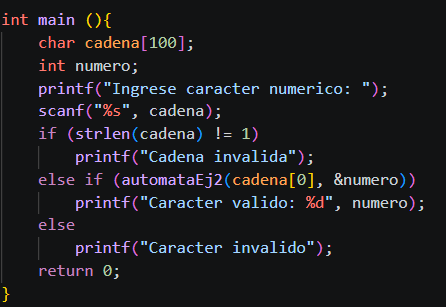 int main (){
    char cadena[100];
    int numero;
    printf("Ingrese caracter numerico: ");
    scanf("%s", cadena);
    if (strlen(cadena) != 1)
        printf("Cadena invalida");
    else if (automataEj2(cadena[0], &numero))
        printf("Caracter valido: %d", numero);
    else
        printf("Caracter invalido");
    return 0;
}